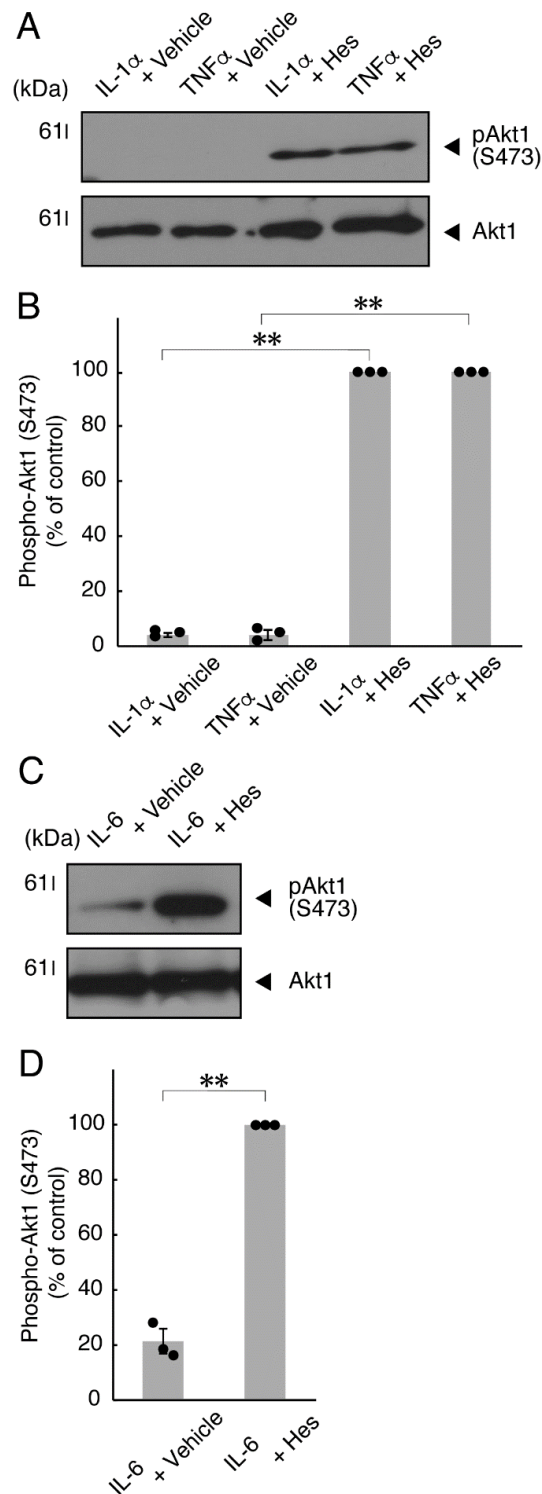 A
IL-1α + Vehicle
TNFα + Vehicle
IL-1α + Hes
TNFα + Hes
(kDa)
61
pAkt1
(S473)
61
Akt1
B
**
**
Phospho-Akt1 (S473)
(% of control)
100
80
60
40
20
0
IL-1α
+ Vehicle
TNFα
+ Vehicle
IL-1α
+ Hes
TNFα
+ Hes
C
IL-6 + Vehicle
IL-6 + Hes
(kDa)
61
pAkt1
(S473)
61
Akt1
D
**
Phospho-Akt1 (S473)
(% of control)
100
80
60
40
20
0
IL-6
+ Vehicle
IL-6
+ Hes